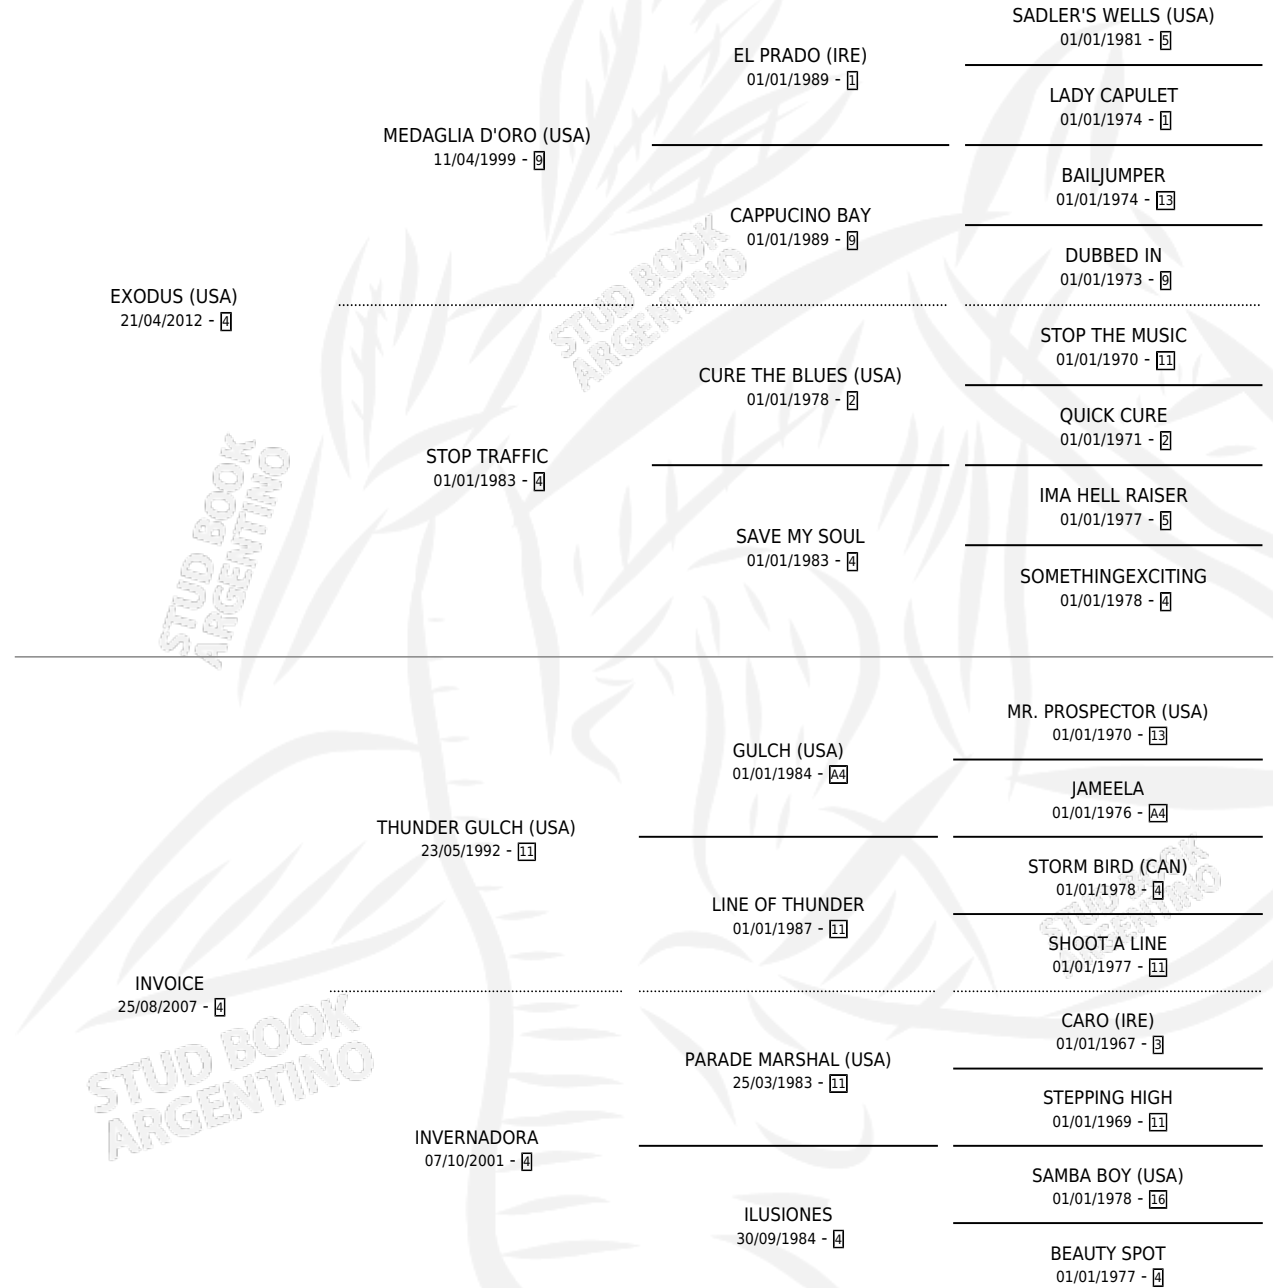 SADLER'S WELLS (USA)
01/01/1981 - 5
EL PRADO (IRE)
01/01/1989 - 1
LADY CAPULET
01/01/1974 - 1
MEDAGLIA D'ORO (USA)
11/04/1999 - 9
BAILJUMPER
01/01/1974 - 13
CAPPUCINO BAY
01/01/1989 - 9
DUBBED IN
01/01/1973 - 9
EXODUS (USA)
21/04/2012 - 4
STUD BOOK
ARGENTINO
STOP THE MUSIC
01/01/1970 - 11
CURE THE BLUES (USA)
01/01/1978 - 2
QUICK CURE
01/01/1971 - 2
STOP TRAFFIC
01/01/1983 - 4
IMA HELL RAISER
01/01/1977 - 5
SAVE MY SOUL
01/01/1983 - 4
SOMETHINGEXCITING
01/01/1978 - 4
STUD BOOK
ARGENTINO
MR. PROSPECTOR (USA)
01/01/1970 - 13
GULCH (USA)
01/01/1984 - A4
JAMEELA
01/01/1976 - A4
THUNDER GULCH (USA)
23/05/1992 - 11
STORM BIRD (CAN)
01/01/1978 - 4
LINE OF THUNDER
01/01/1987 - 11
STUD BOOK
ARGENTINO
SHOOT A LINE
01/01/1977 - 11
INVOICE
25/08/2007 - 4
CARO (IRE)
01/01/1967 - 3
PARADE MARSHAL (USA)
25/03/1983 - 11
STUD BOOK
ARGENTINO
STEPPING HIGH
01/01/1969 - 11
INVERNADORA
07/10/2001 - 4
SAMBA BOY (USA)
01/01/1978 - 16
ILUSIONES
30/09/1984 - 4
BEAUTY SPOT
01/01/1977 - 4